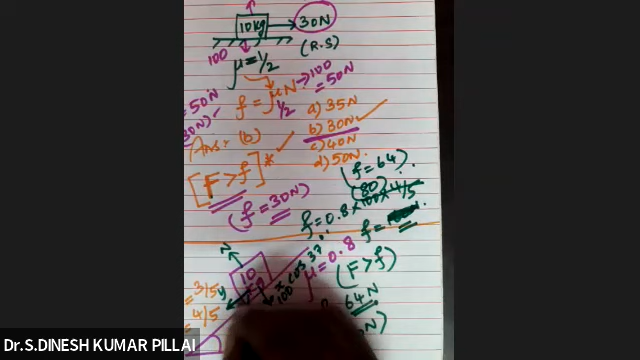 10kg → 30N
(R.S)
100
μ = 1/2
= 50N
f = μN → 100
1/2 = 50N
30N)
Ans: (b)
a) 35N
b) 30N
c) 40N
d) 50N.
[F>f]*
(f = 30N)
(f = 64)
(80)
f = 0.8 × 100 × 4/5
f =
μ = 0.8
(F>f)
64N
N
10
100 × cos 37
= 3/5
= 4/5
y
Dr.S.DINESH KUMAR PILLAI